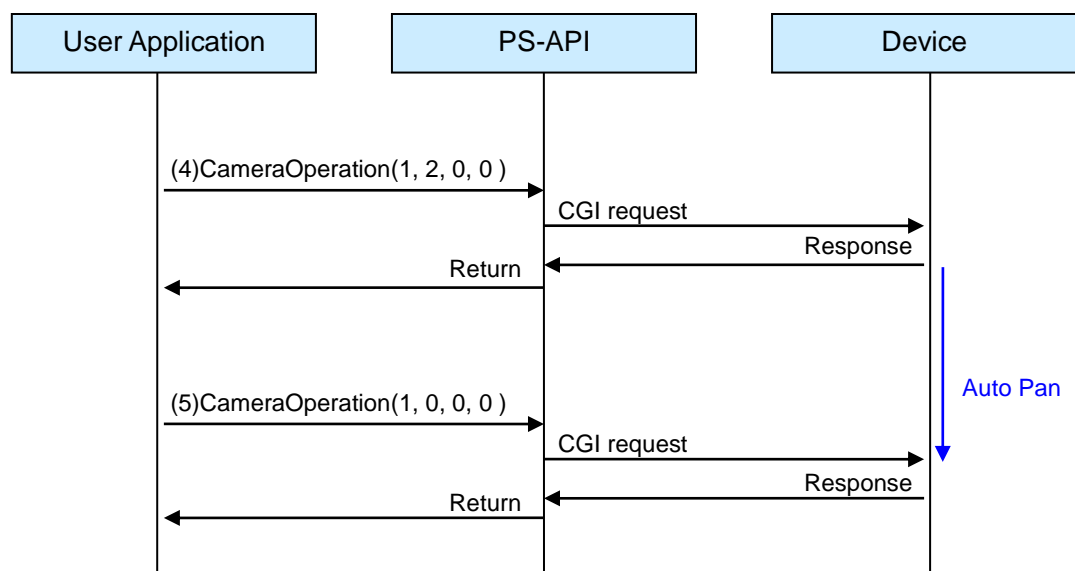 User Application
PS-API
Device
(4)CameraOperation(1, 2, 0, 0 )
CGI request
Response
Return
Auto Pan
(5)CameraOperation(1, 0, 0, 0 )
CGI request
Response
Return